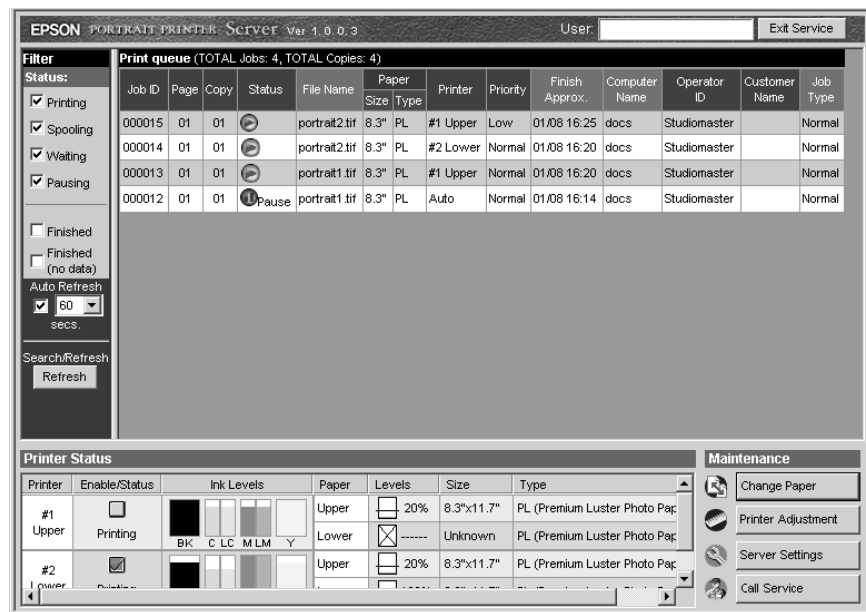 EPSON PORTRAIT PRINTER Server Ver 1.0.0.3 User: Exit Service
Filter
Status:
Printing
Spooling
Waiting
Pausing
Finished
Finished
(no data)
Auto Refresh
60
secs.
Search/Refresh
Refresh
Print queue (TOTAL Jobs: 4, TOTAL Copies: 4)
Job ID Page Copy Status File Name Paper Size Type Printer Priority Finish Approx. Computer Name Operator ID Customer Name Job Type
000015 01 01 portrait2.tif 8.3" PL #1 Upper Low 01/08 16:25 docs Studiomaster Normal
000014 01 01 portrait2.tif 8.3" PL #2 Lower Normal 01/08 16:20 docs Studiomaster Normal
000013 01 01 portrait1.tif 8.3" PL #1 Upper Normal 01/08 16:20 docs Studiomaster Normal
000012 01 01 Pause portrait1.tif 8.3" PL Auto Normal 01/08 16:14 docs Studiomaster Normal
Printer Status
Printer Enable/Status Ink Levels Paper Levels Size Type
#1 Upper Printing BK C LC M LM Y
Upper 20% 8.3"x11.7" PL (Premium Luster Photo Pap
Lower ------ Unknown PL (Premium Luster Photo Pap
#2
Upper 20% 8.3"x11.7" PL (Premium Luster Photo Pap
Maintenance
Change Paper
Printer Adjustment
Server Settings
Call Service